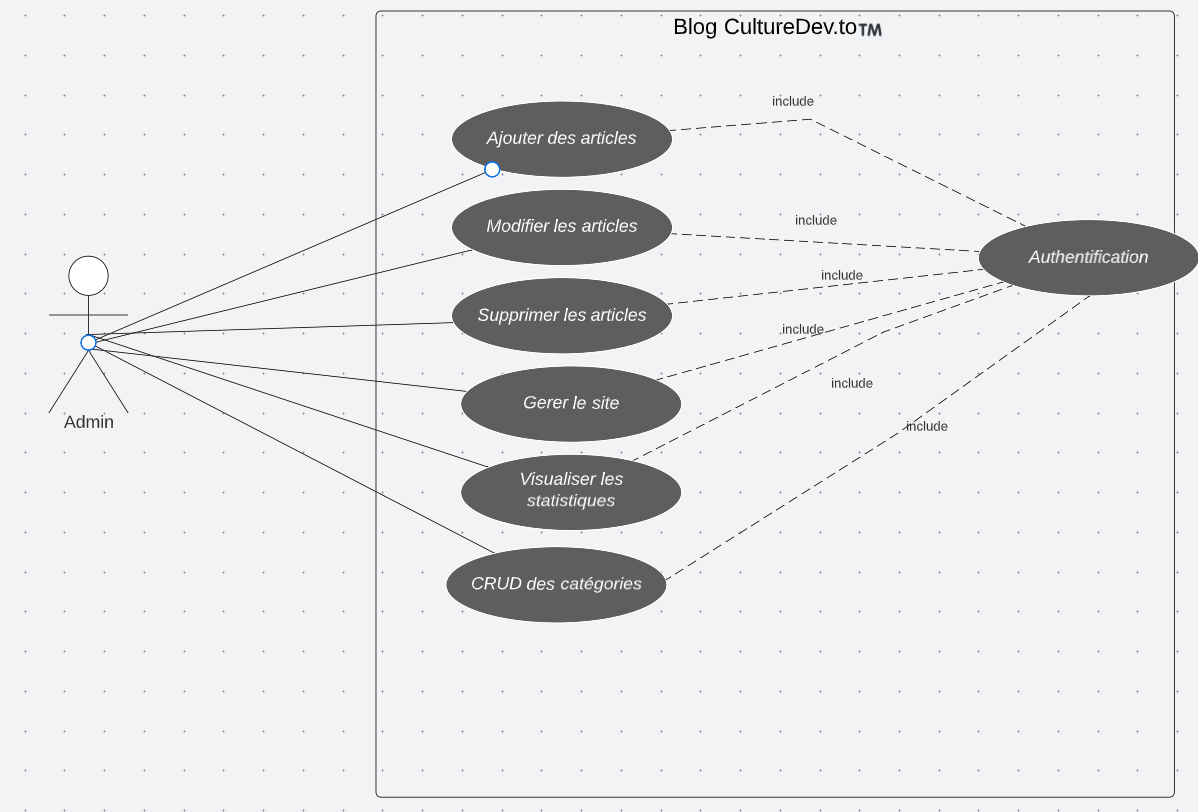 Blog CultureDev.to™
include
Ajouter des articles
include
Modifier les articles
Authentification
include
Supprimer les articles
include
Gerer le site
include
Admin
include
Visualiser les
statistiques
CRUD des catégories